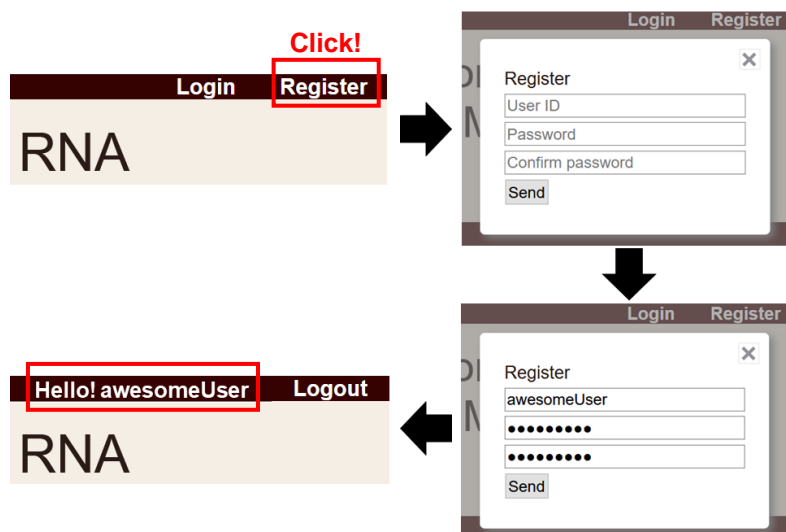 Click!
Login Register
RNA
Login Register
Register
User ID
Password
Confirm password
Send
Login Register
Register
awesomeUser
●●●●●●●●●
●●●●●●●●●
Send
Hello! awesomeUser Logout
RNA